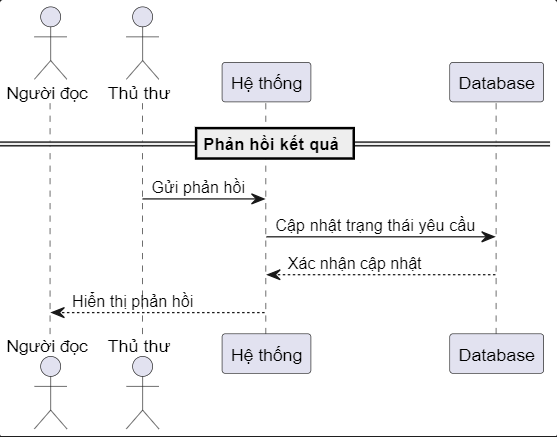 Người đọc
Thủ thư
Hệ thống
Database
Phản hồi kết quả
Gửi phản hồi
Cập nhật trạng thái yêu cầu
Xác nhận cập nhật
Hiển thị phản hồi
Người đọc
Thủ thư
Hệ thống
Database